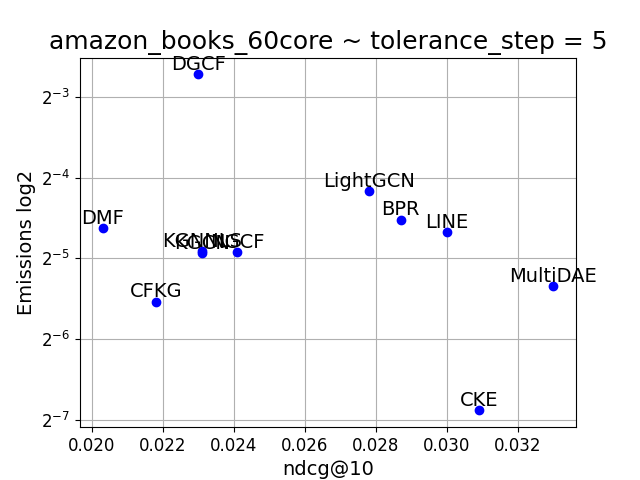 amazon_books_60core ~ tolerance_step = 5
DGCF
2⁻³
2⁻⁴
LightGCN
BPR
LINE
DMF
KGNNLS
KGCN
NGCF
2⁻⁵
MultiDAE
CFKG
2⁻⁶
CKE
2⁻⁷
Emissions log2
0.020 0.022 0.024 0.026 0.028 0.030 0.032
ndcg@10